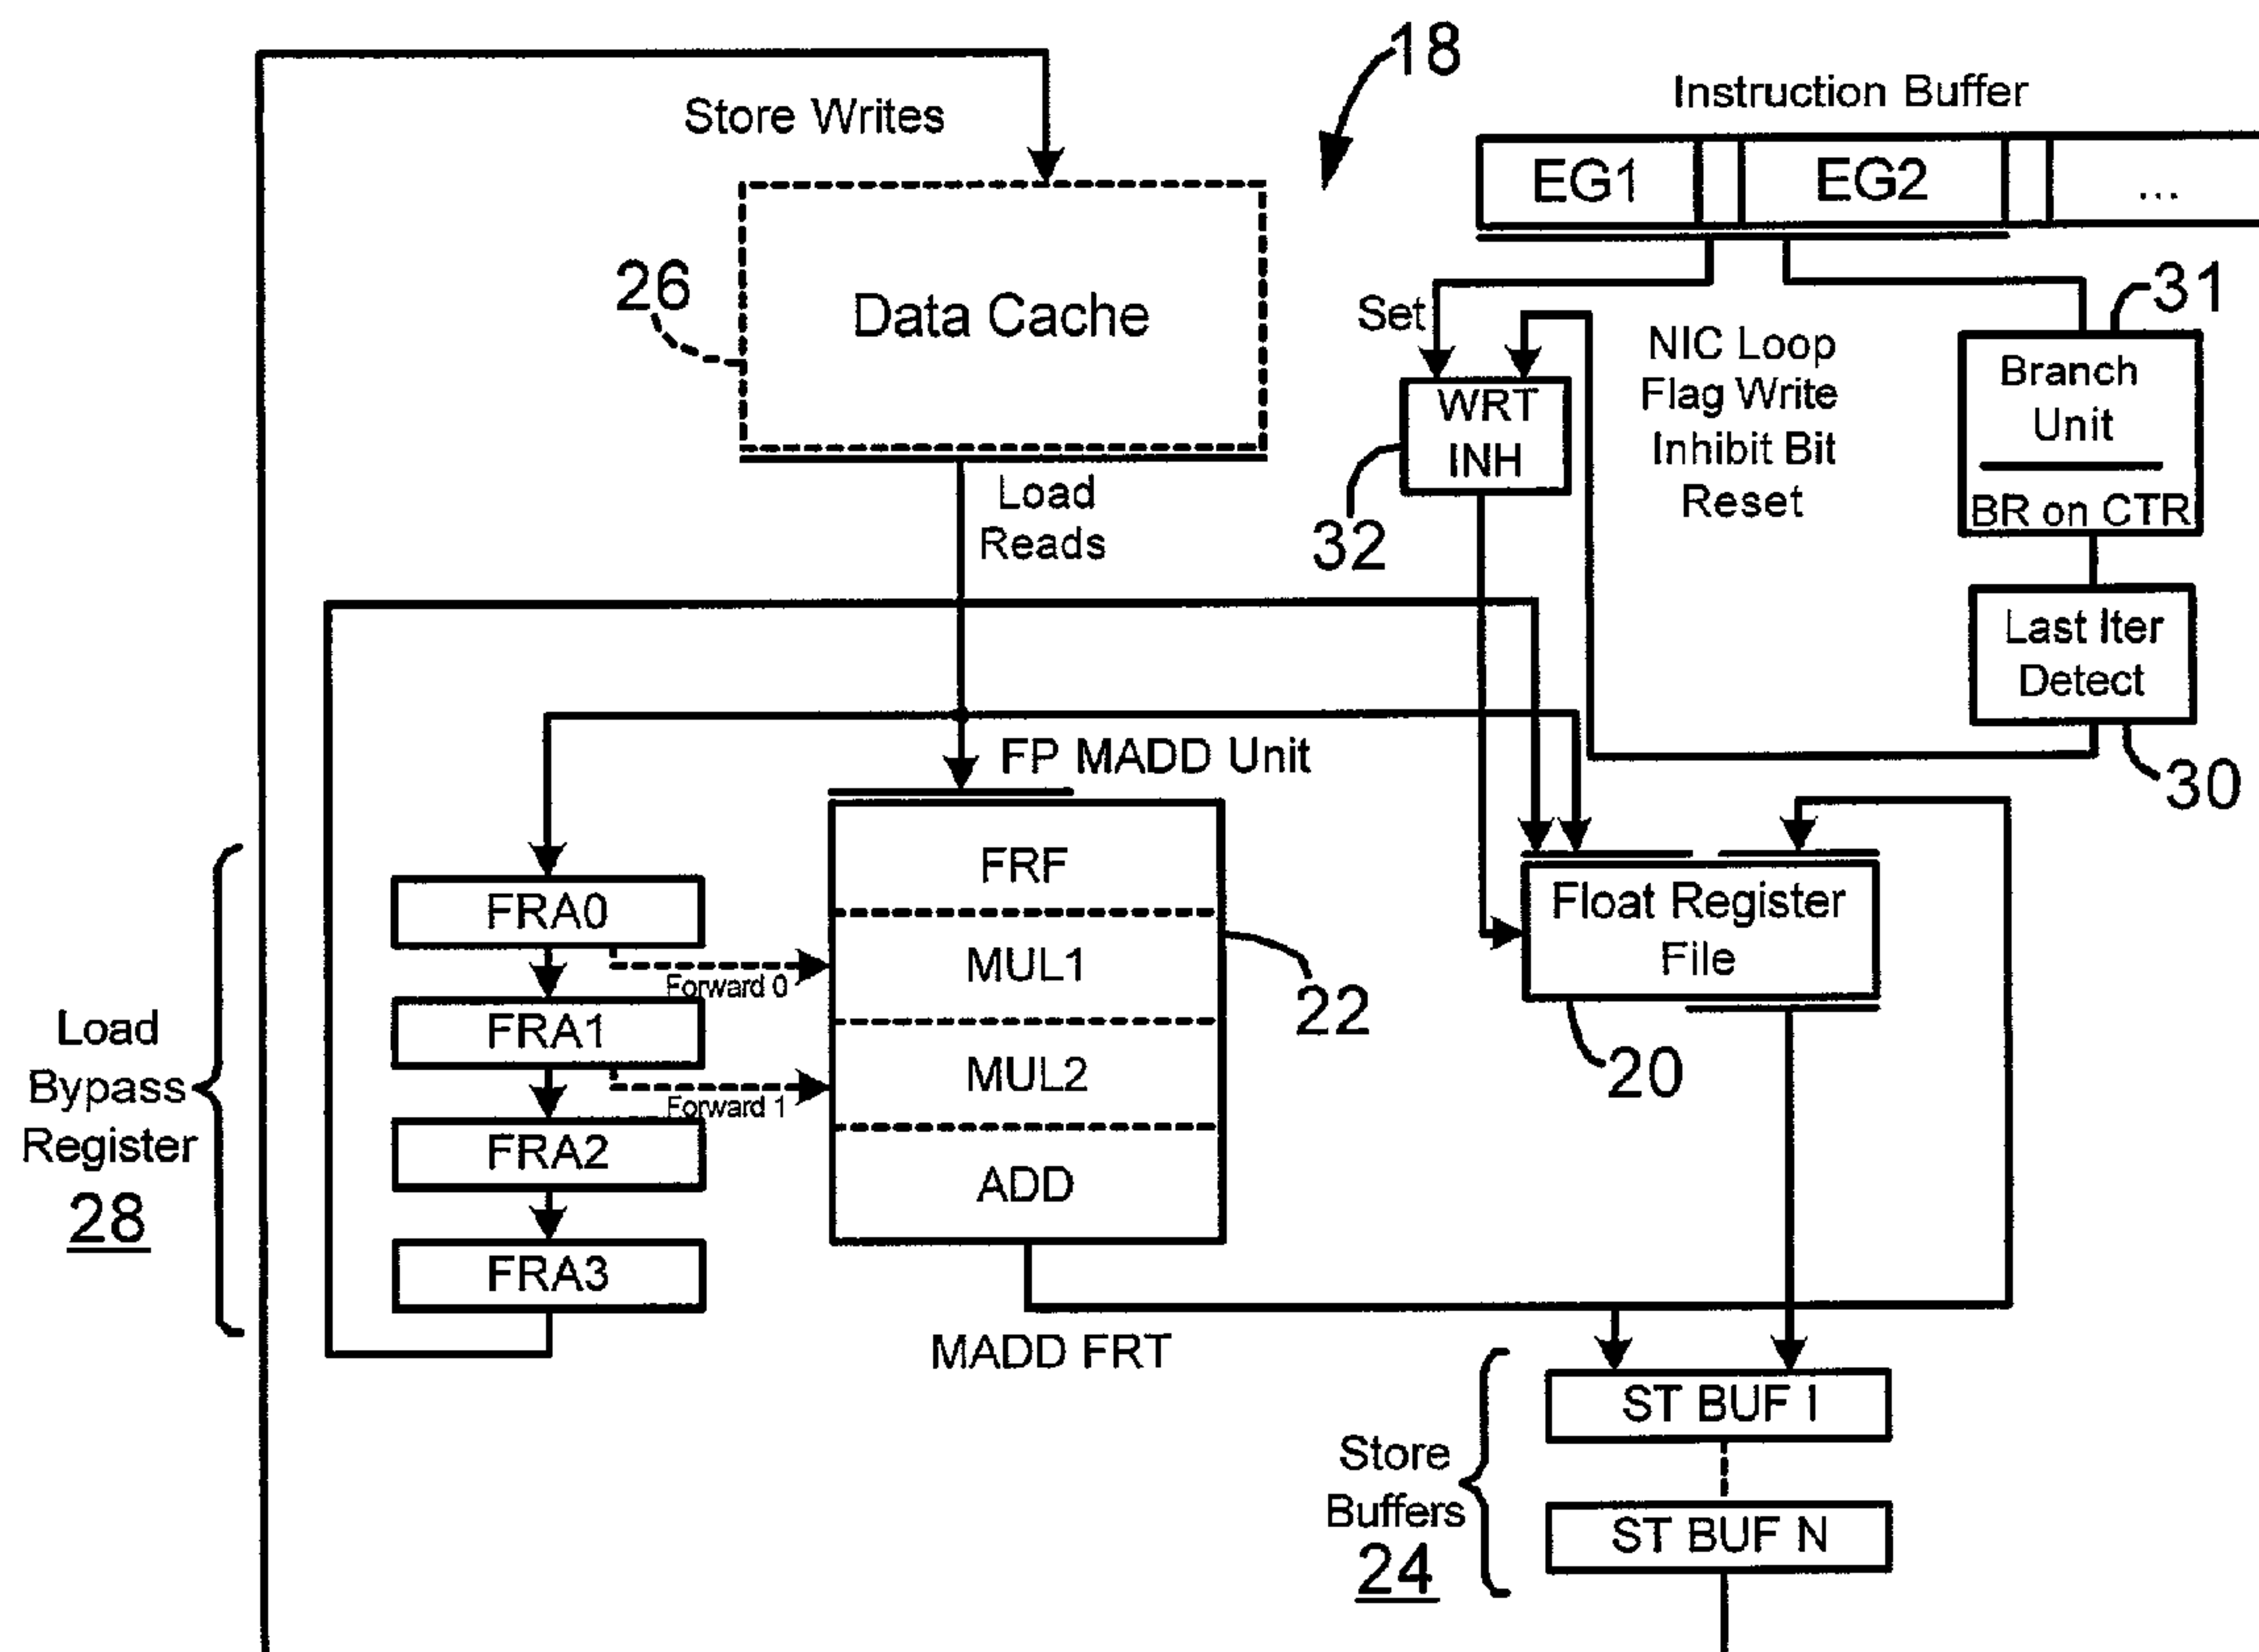 18
Instruction Buffer
Store Writes
EG1
EG2
...
26
Data Cache
Set
31
NIC Loop
Flag Write
Inhibit Bit
Reset
Branch
Unit
BR on CTR
WRT
INH
32
Load
Reads
Last Iter
Detect
30
FP MADD Unit
FRF
MUL1
MUL2
ADD
22
FRA0
Forward 0
FRA1
Forward 1
FRA2
FRA3
Load
Bypass
Register
28
Float Register
File
20
MADD FRT
ST BUF I
ST BUF N
Store
Buffers
24